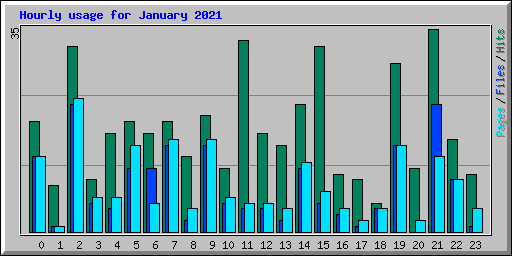 Hourly usage for January 2021
35
Pages/Files/Hits
0 1 2 3 4 5 6 7 8 9 10 11 12 13 14 15 16 17 18 19 20 21 22 23